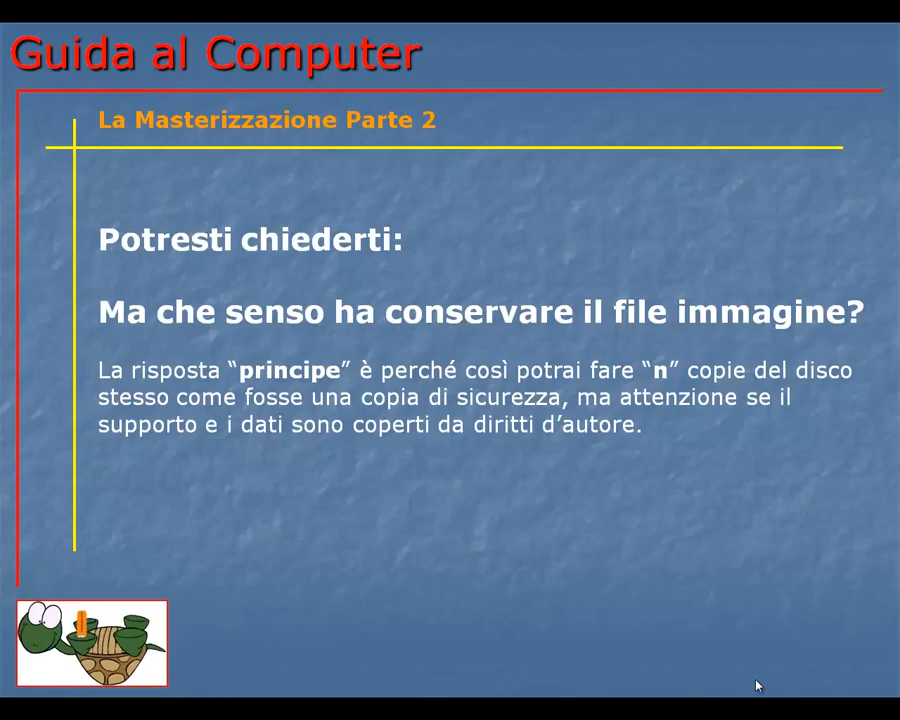 Guida al Computer
La Masterizzazione Parte 2
Potresti chiederti:
Ma che senso ha conservare il file immagine?
La risposta “principe” è perché così potrai fare “n” copie del disco
stesso come fosse una copia di sicurezza, ma attenzione se il
supporto e i dati sono coperti da diritti d’autore.